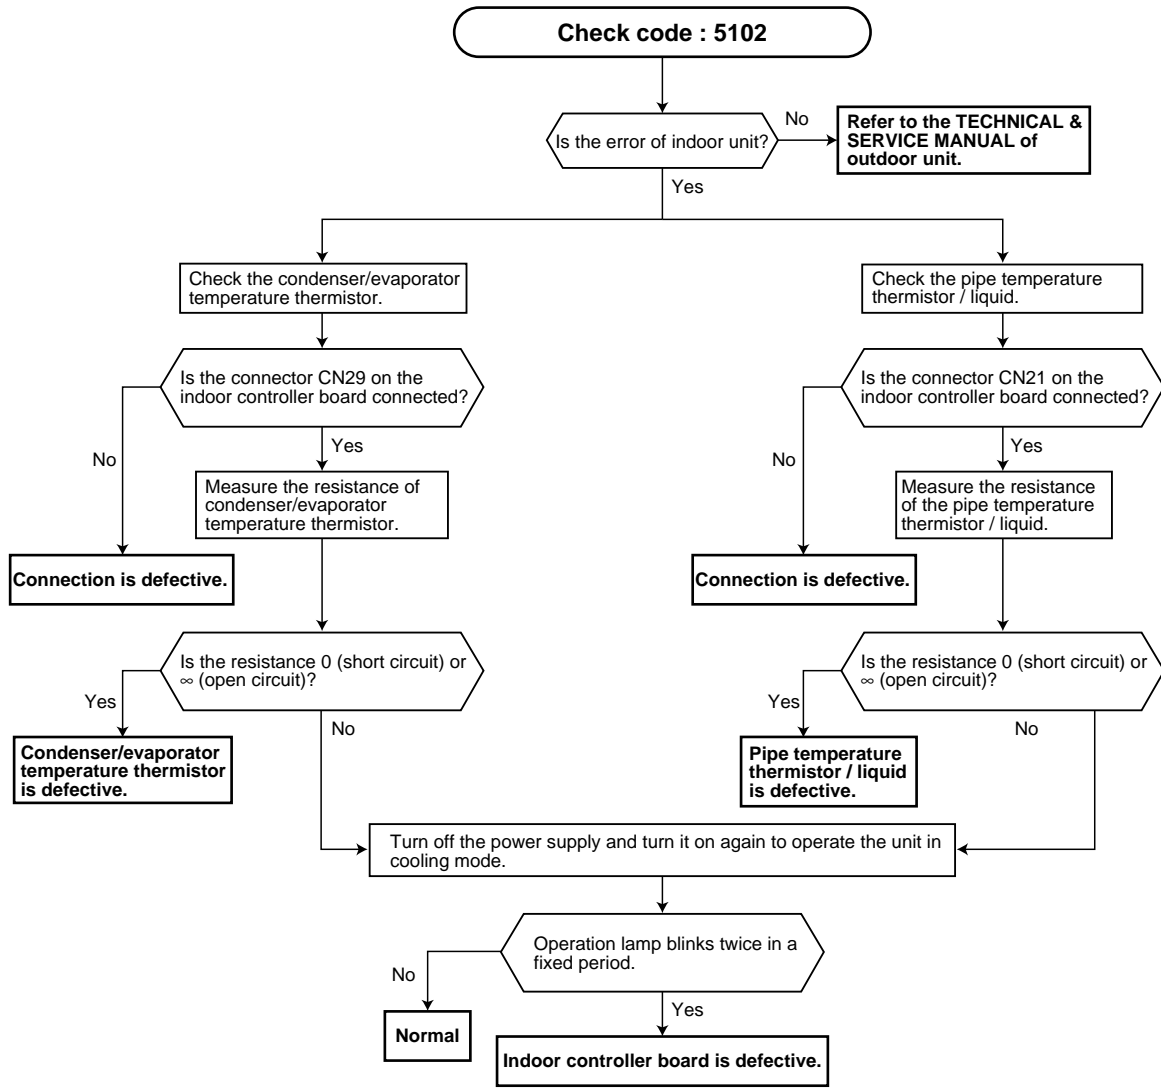 Check code : 5102
Is the error of indoor unit?
No
Refer to the TECHNICAL &
SERVICE MANUAL of
outdoor unit.
Yes
Check the condenser/evaporator
temperature thermistor.
Is the connector CN29 on the
indoor controller board connected?
No
Yes
Measure the resistance of
condenser/evaporator
temperature thermistor.
Connection is defective.
Is the resistance 0 (short circuit) or
∞ (open circuit)?
Yes
No
Condenser/evaporator
temperature thermistor
is defective.
Check the pipe temperature
thermistor / liquid.
Is the connector CN21 on the
indoor controller board connected?
No
Yes
Measure the resistance
of the pipe temperature
thermistor / liquid.
Connection is defective.
Is the resistance 0 (short circuit) or
∞ (open circuit)?
Yes
No
Pipe temperature
thermistor / liquid
is defective.
Turn off the power supply and turn it on again to operate the unit in
cooling mode.
Operation lamp blinks twice in a
fixed period.
No
Yes
Normal
Indoor controller board is defective.